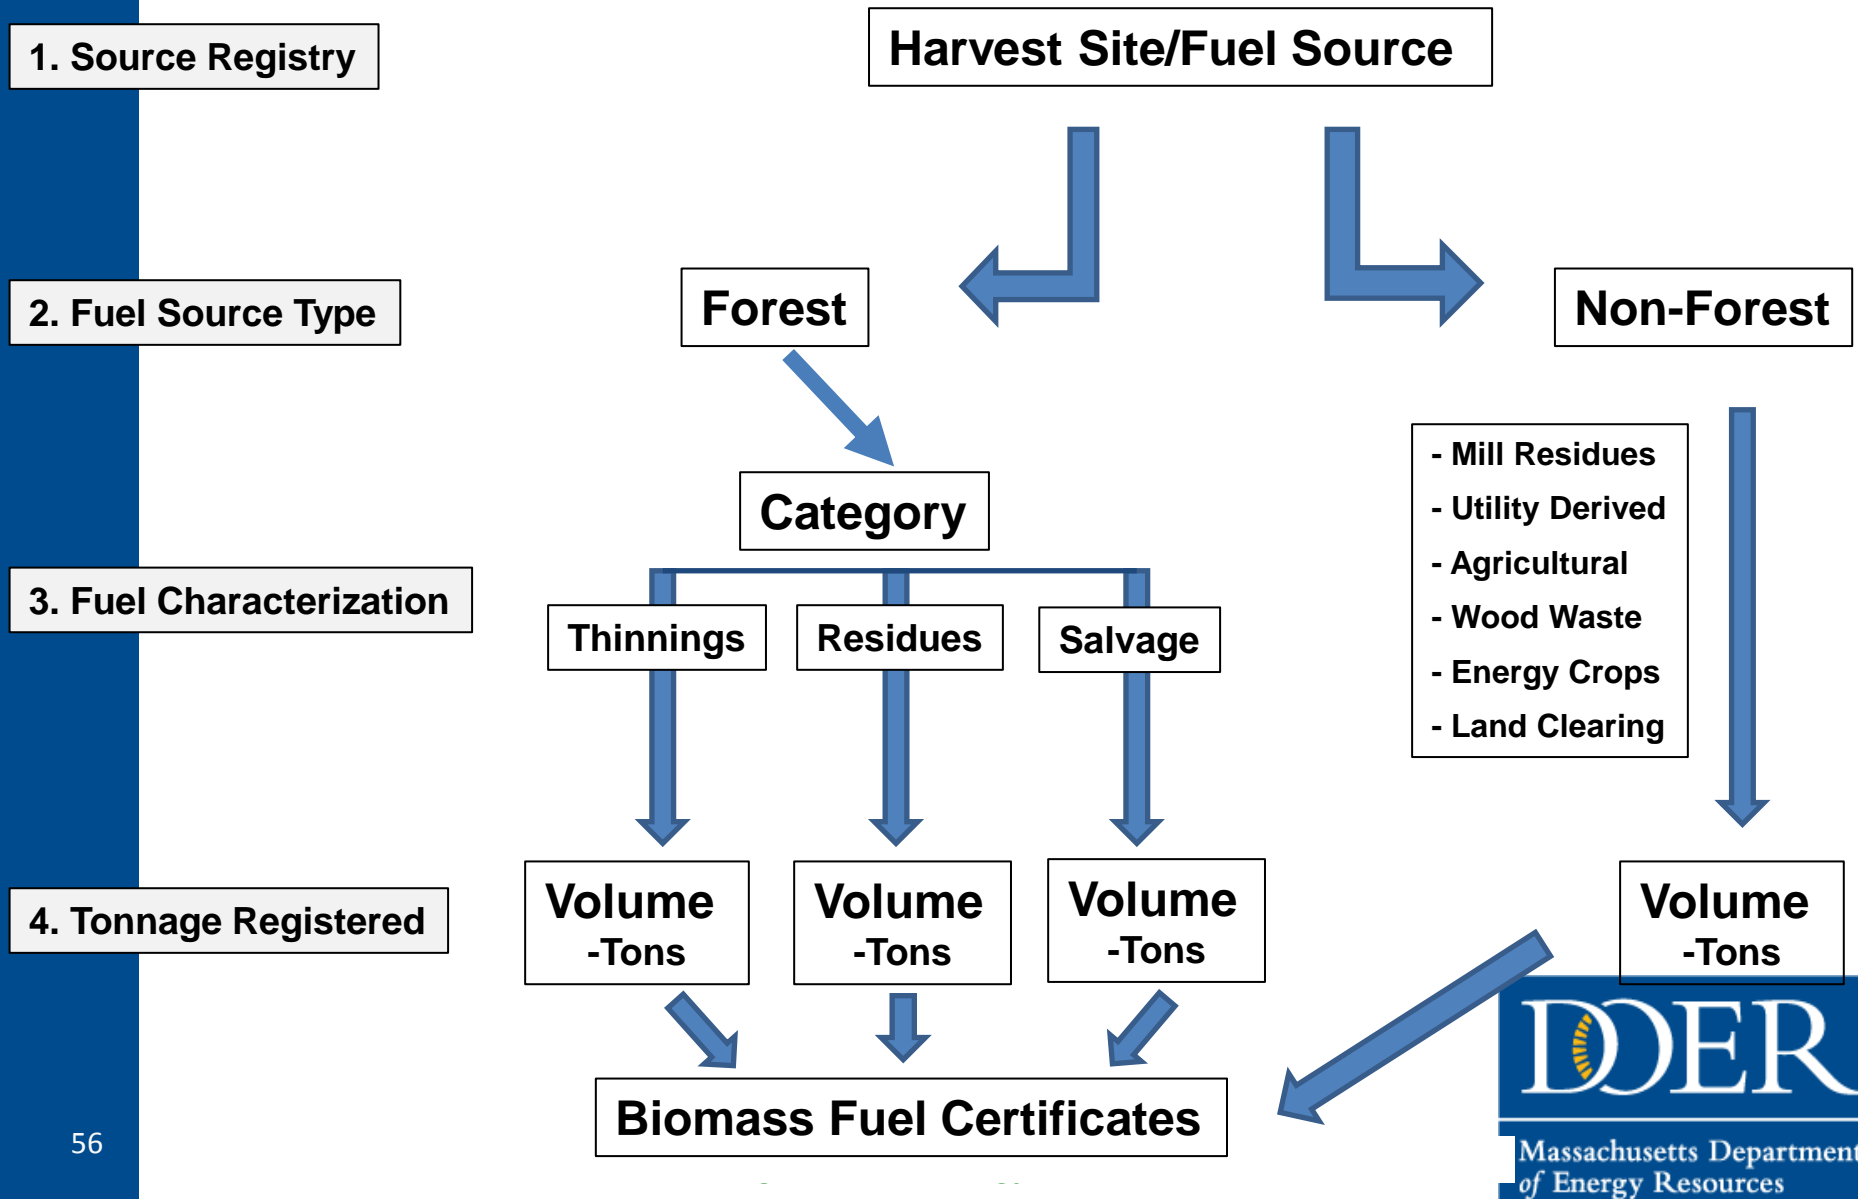 1. Source Registry
Harvest Site/Fuel Source
2. Fuel Source Type
Forest
Non-Forest
Category
- Mill Residues
- Utility Derived
- Agricultural
- Wood Waste
- Energy Crops
- Land Clearing
3. Fuel Characterization
Thinnings
Residues
Salvage
4. Tonnage Registered
Volume
-Tons
Volume
-Tons
Volume
-Tons
Volume
-Tons
Biomass Fuel Certificates
56
DOER
Massachusetts Department
of Energy Resources